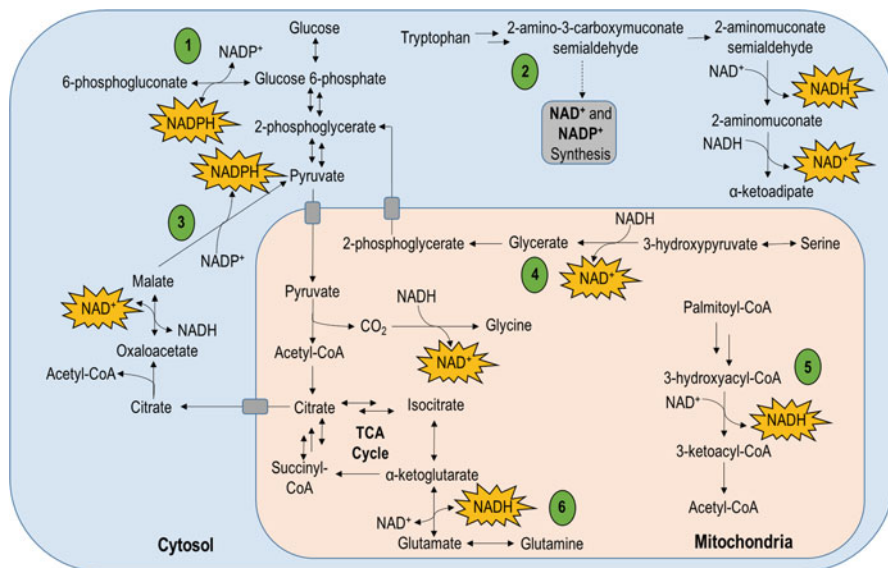 1
NADP⁺
Glucose
6-phosphogluconate
Glucose 6-phosphate
NADPH
2-phosphoglycerate
NADPH
Pyruvate
3
NADP⁺
Malate
NAD⁺
NADH
Oxaloacetate
Acetyl-CoA
Citrate
Cytosol
Tryptophan
2-amino-3-carboxymuconate
semialdehyde
2-aminomuconate
semialdehyde
2
NAD⁺ and
NADP⁺
Synthesis
NAD⁺
NADH
2-aminomuconate
NADH
NAD⁺
α-ketoadipate
2-phosphoglycerate
Glycerate
NADH
3-hydroxypyruvate
Serine
4
NAD⁺
Pyruvate
NADH
CO₂
Glycine
NAD⁺
Acetyl-CoA
Citrate
Isocitrate
TCA
Cycle
Succinyl-
CoA
α-ketoglutarate
NAD⁺
NADH
6
Glutamate
Glutamine
Palmitoyl-CoA
3-hydroxyacyl-CoA
5
NAD⁺
NADH
3-ketoacyl-CoA
Acetyl-CoA
Mitochondria